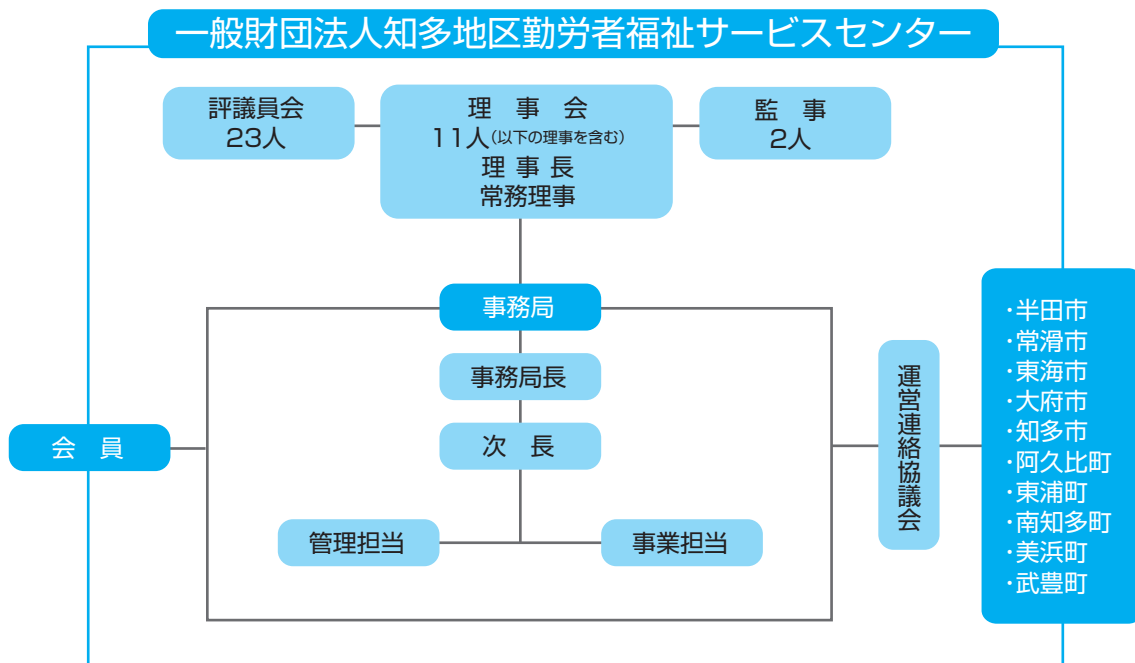 一般財団法人知多地区勤労者福祉サービスセンター
評議員会
23人
理事会
11人(以下の理事を含む)
理事長
常務理事
監事
2人
事務局
事務局長
次長
管理担当
事業担当
会員
運営連絡協議会
・半田市
・常滑市
・東海市
・大府市
・知多市
・阿久比町
・東浦町
・南知多町
・美浜町
・武豊町